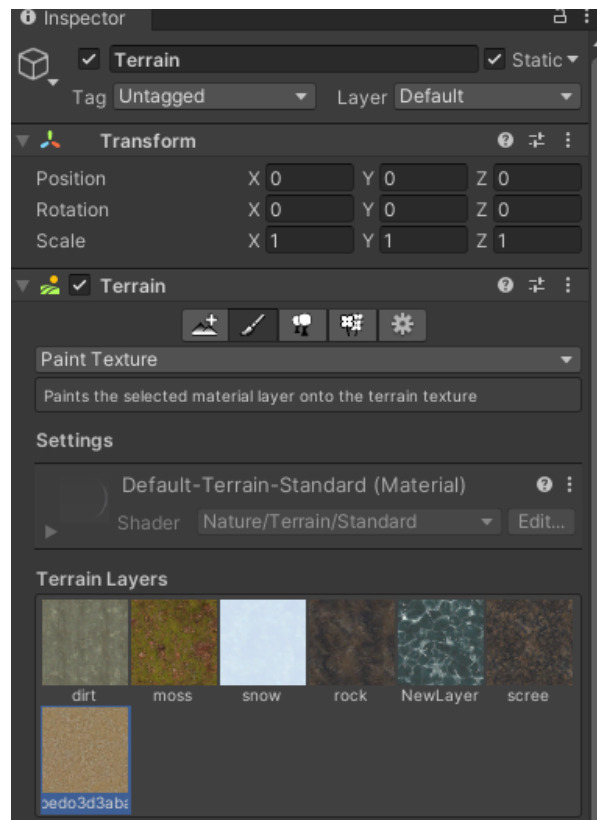 Inspector
Terrain Static
Tag Untagged Layer Default
Transform
Position X 0 Y 0 Z 0
Rotation X 0 Y 0 Z 0
Scale X 1 Y 1 Z 1
Terrain
Paint Texture
Paints the selected material layer onto the terrain texture
Settings
Default-Terrain-Standard (Material)
Shader Nature/Terrain/Standard Edit...
Terrain Layers
dirt moss snow rock NewLayer scree
bedo3d3aba